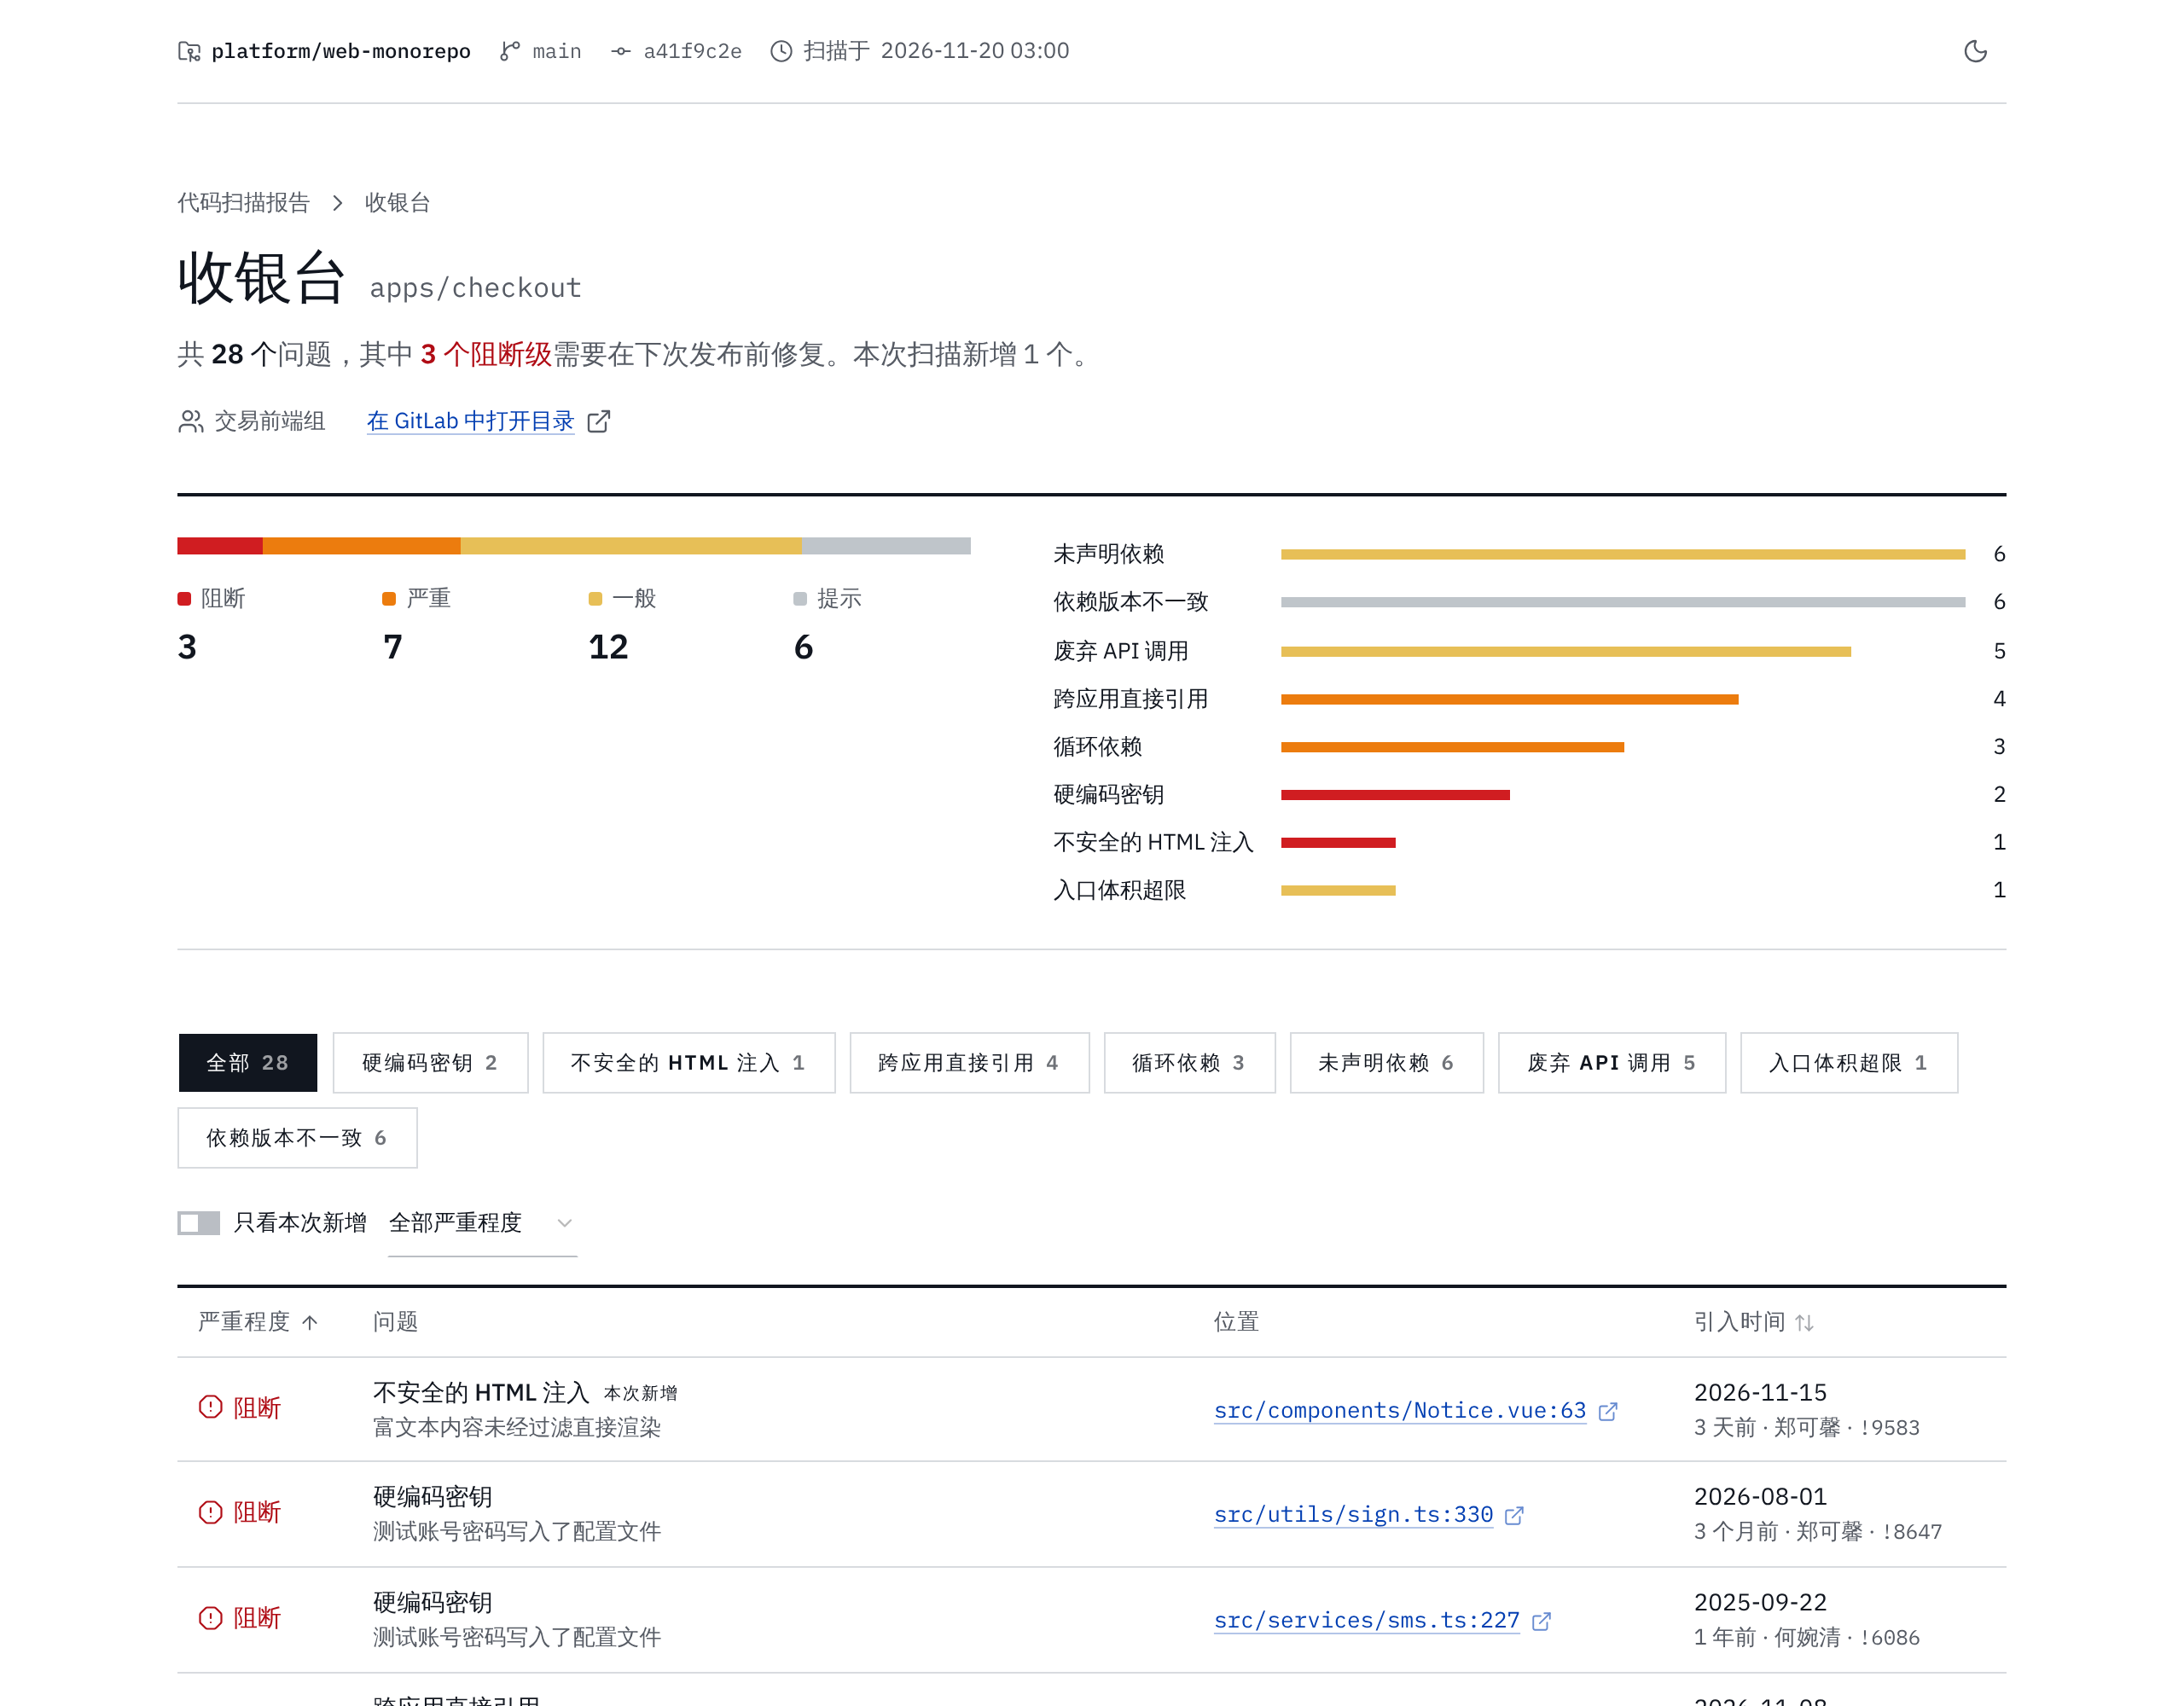 platform/web-monorepo main a41f9c2e 扫描于 2026-11-20 03:00
代码扫描报告 收银台
收银台 apps/checkout
共 28 个问题，其中 3 个阻断级需要在下次发布前修复。本次扫描新增 1 个。
交易前端组 在 GitLab 中打开目录
阻断 严重 一般 提示
3 7 12 6
未声明依赖 6
依赖版本不一致 6
废弃 API 调用 5
跨应用直接引用 4
循环依赖 3
硬编码密钥 2
不安全的 HTML 注入 1
入口体积超限 1
全部 28 硬编码密钥 2 不安全的 HTML 注入 1 跨应用直接引用 4 循环依赖 3 未声明依赖 6 废弃 API 调用 5 入口体积超限 1
依赖版本不一致 6
只看本次新增 全部严重程度
严重程度 问题 位置 引入时间
阻断 不安全的 HTML 注入 本次新增 src/components/Notice.vue:63 2026-11-15
富文本内容未经过滤直接渲染 3 天前 · 郑可馨 · !9583
阻断 硬编码密钥 src/utils/sign.ts:330 2026-08-01
测试账号密码写入了配置文件 3 个月前 · 郑可馨 · !8647
阻断 硬编码密钥 src/services/sms.ts:227 2025-09-22
测试账号密码写入了配置文件 1 年前 · 何婉清 · !6086
跨应用直接引用 2026-11-08